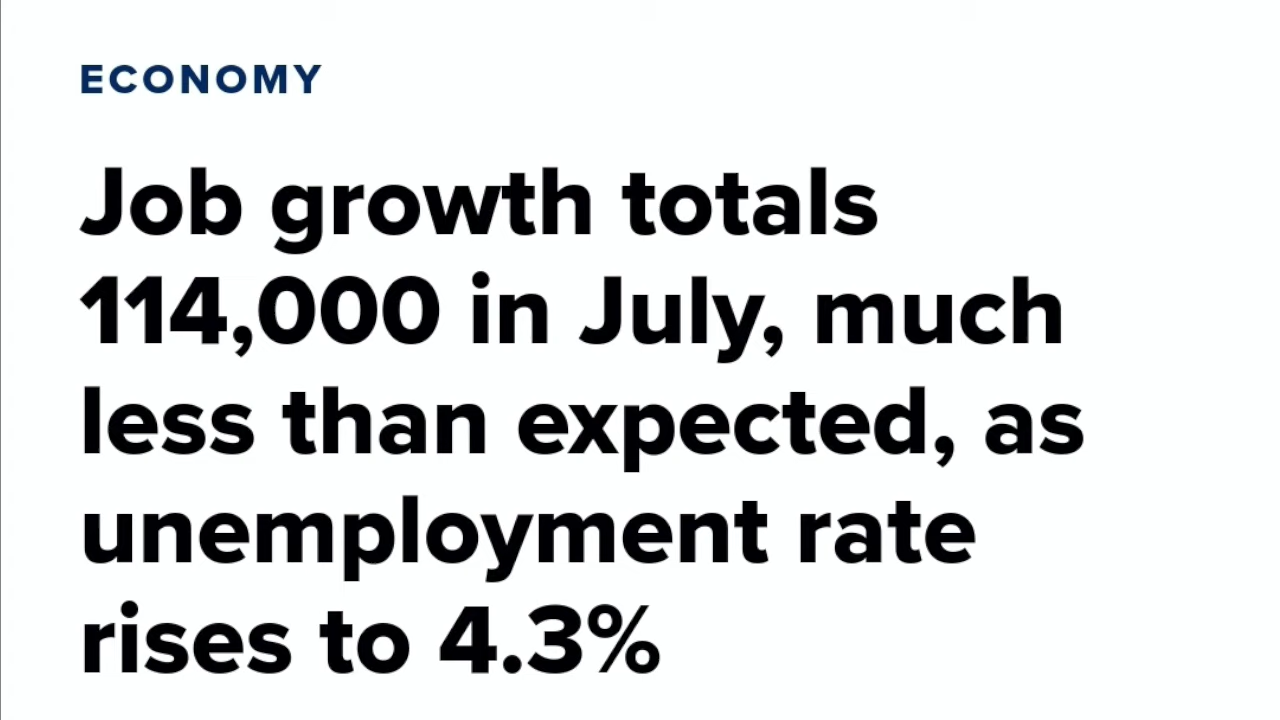 ECONOMY
Job growth totals
114,000 in July, much
less than expected, as
unemployment rate
rises to 4.3%